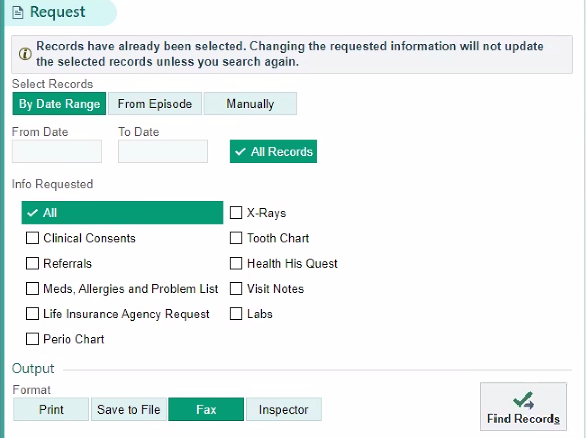 Request
Records have already been selected. Changing the requested information will not update
the selected records unless you search again.
Select Records
By Date Range From Episode Manually
From Date To Date
All Records
Info Requested
All X-Rays
Clinical Consents Tooth Chart
Referrals Health His Quest
Meds, Allergies and Problem List Visit Notes
Life Insurance Agency Request Labs
Perio Chart
Output
Format
Print Save to File Fax Inspector
Find Records